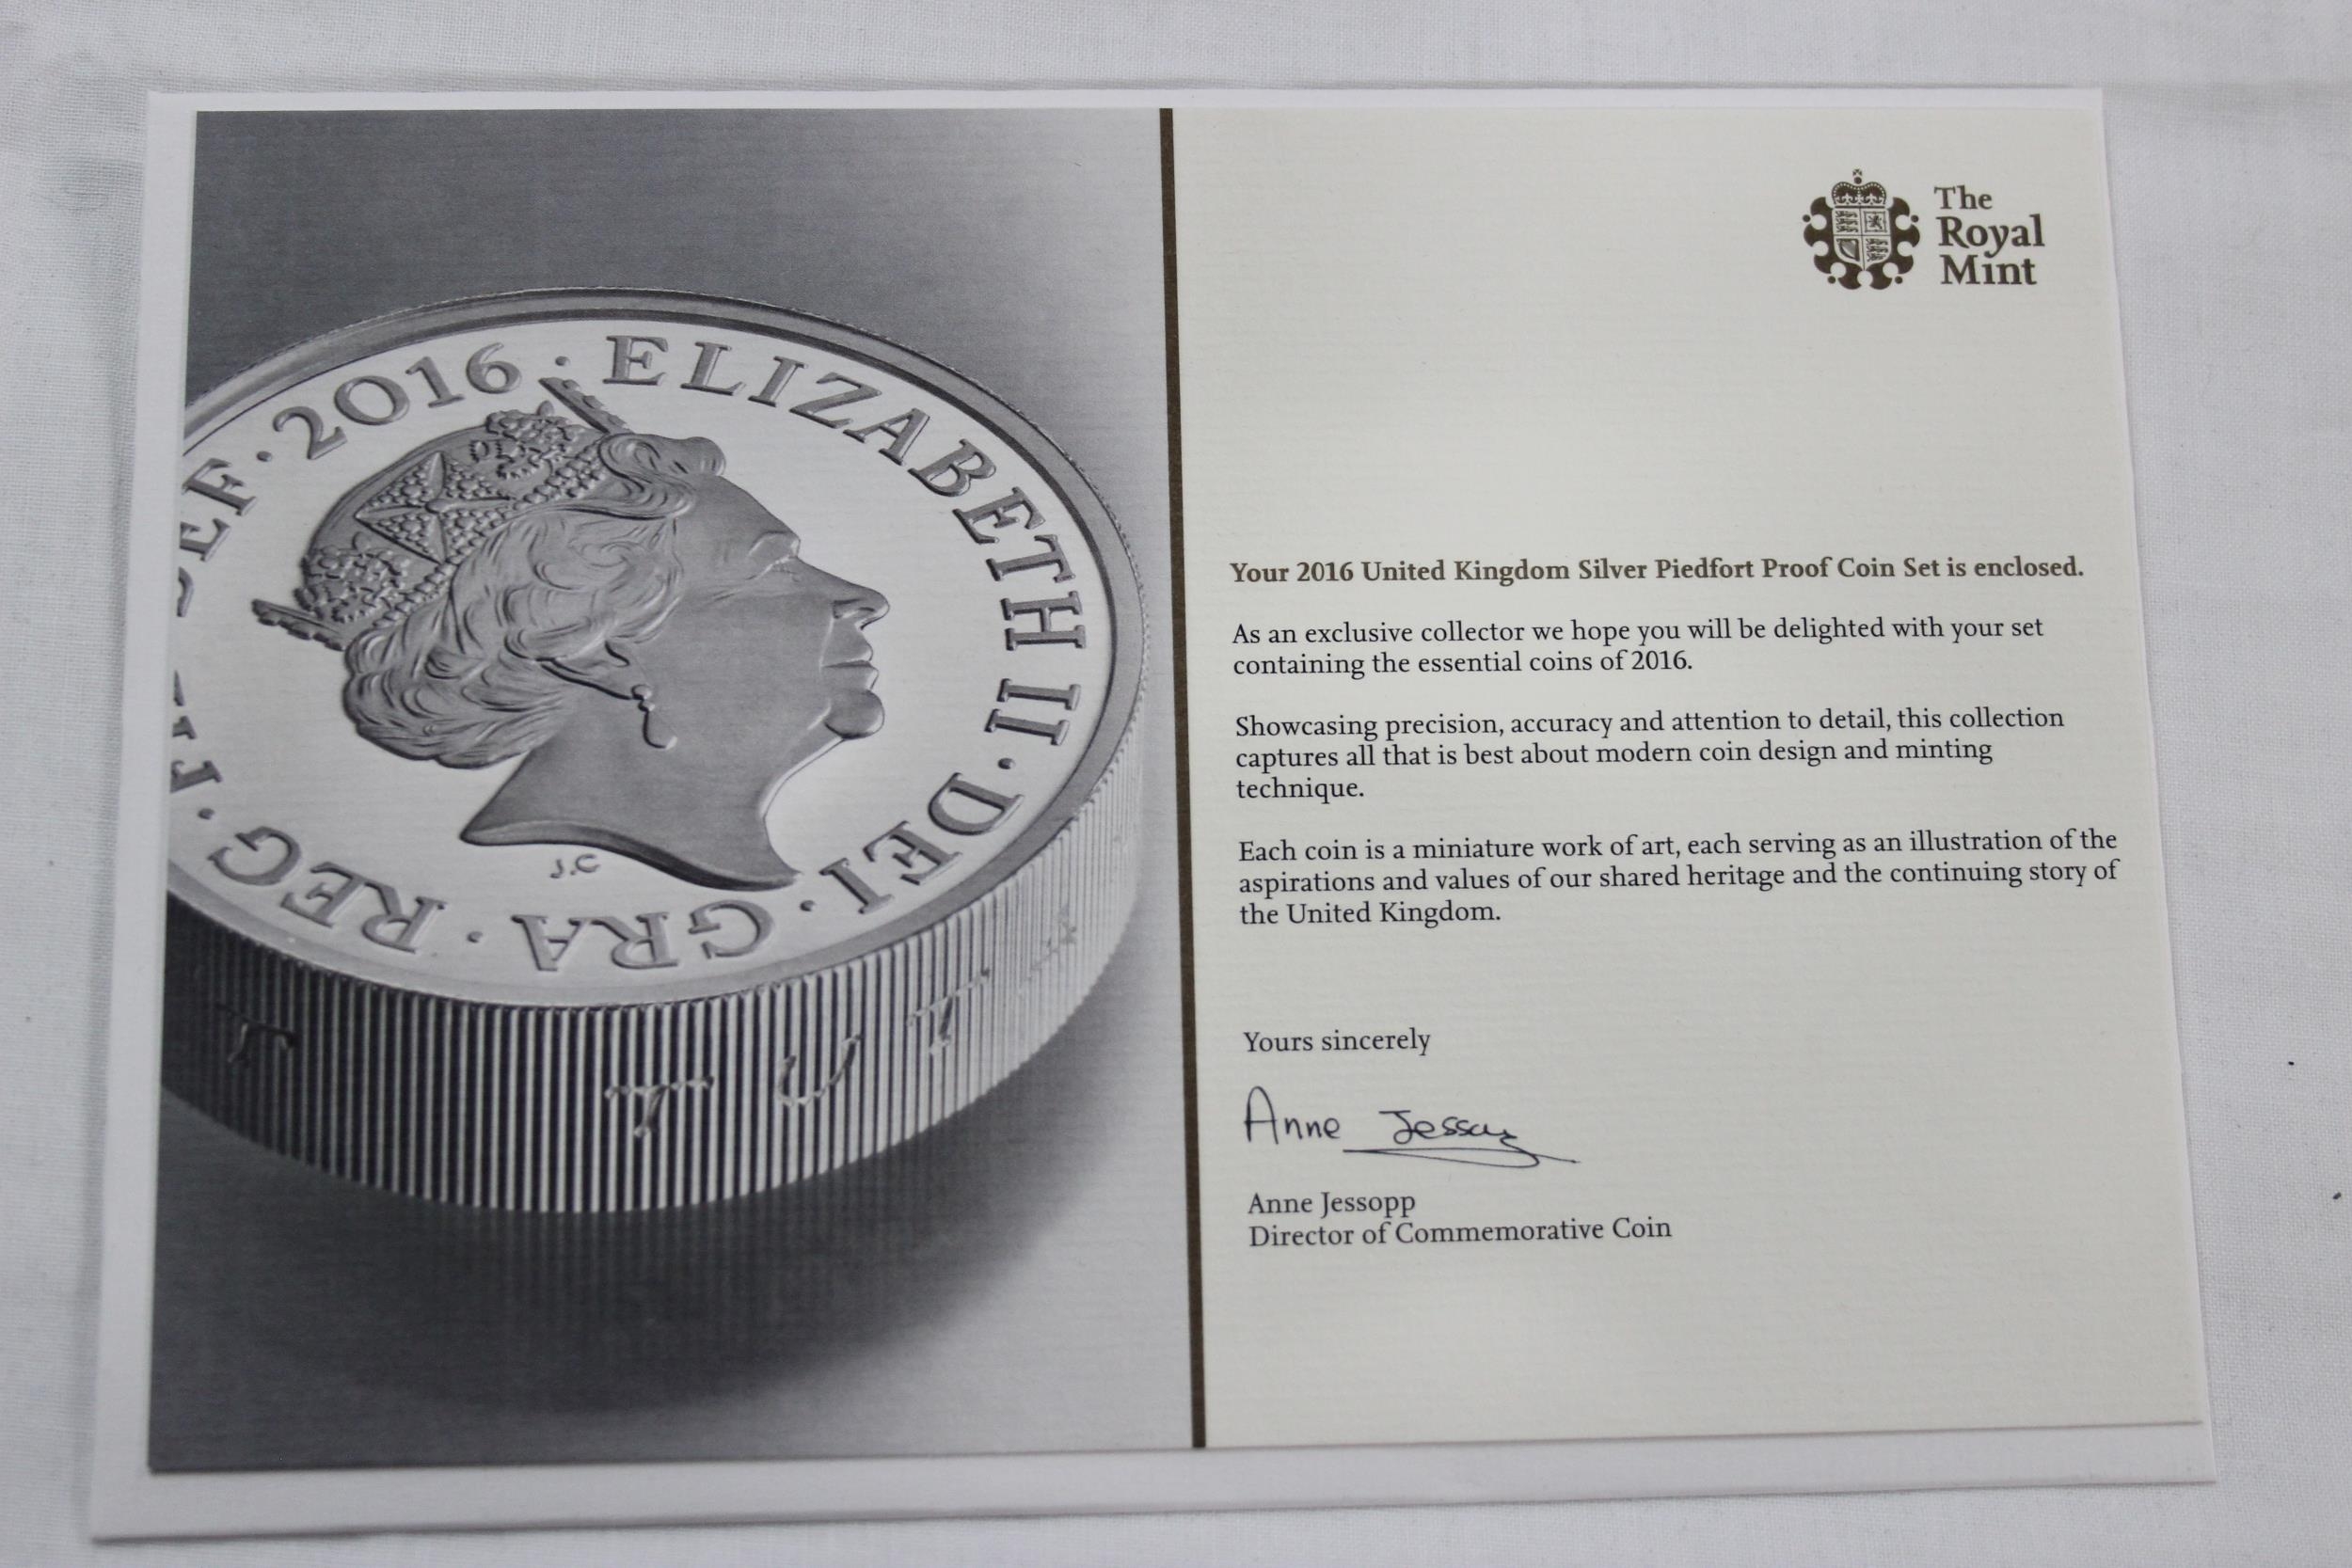 2016 · ELIZABETH II · DEI · GRA · REG ·
J.C
The
Royal
Mint
Your 2016 United Kingdom Silver Piedfort Proof Coin Set is enclosed.
As an exclusive collector we hope you will be delighted with your set
containing the essential coins of 2016.
Showcasing precision, accuracy and attention to detail, this collection
captures all that is best about modern coin design and minting
technique.
Each coin is a miniature work of art, each serving as an illustration of the
aspirations and values of our shared heritage and the continuing story of
the United Kingdom.
Yours sincerely
Anne Jessopp
Anne Jessopp
Director of Commemorative Coin